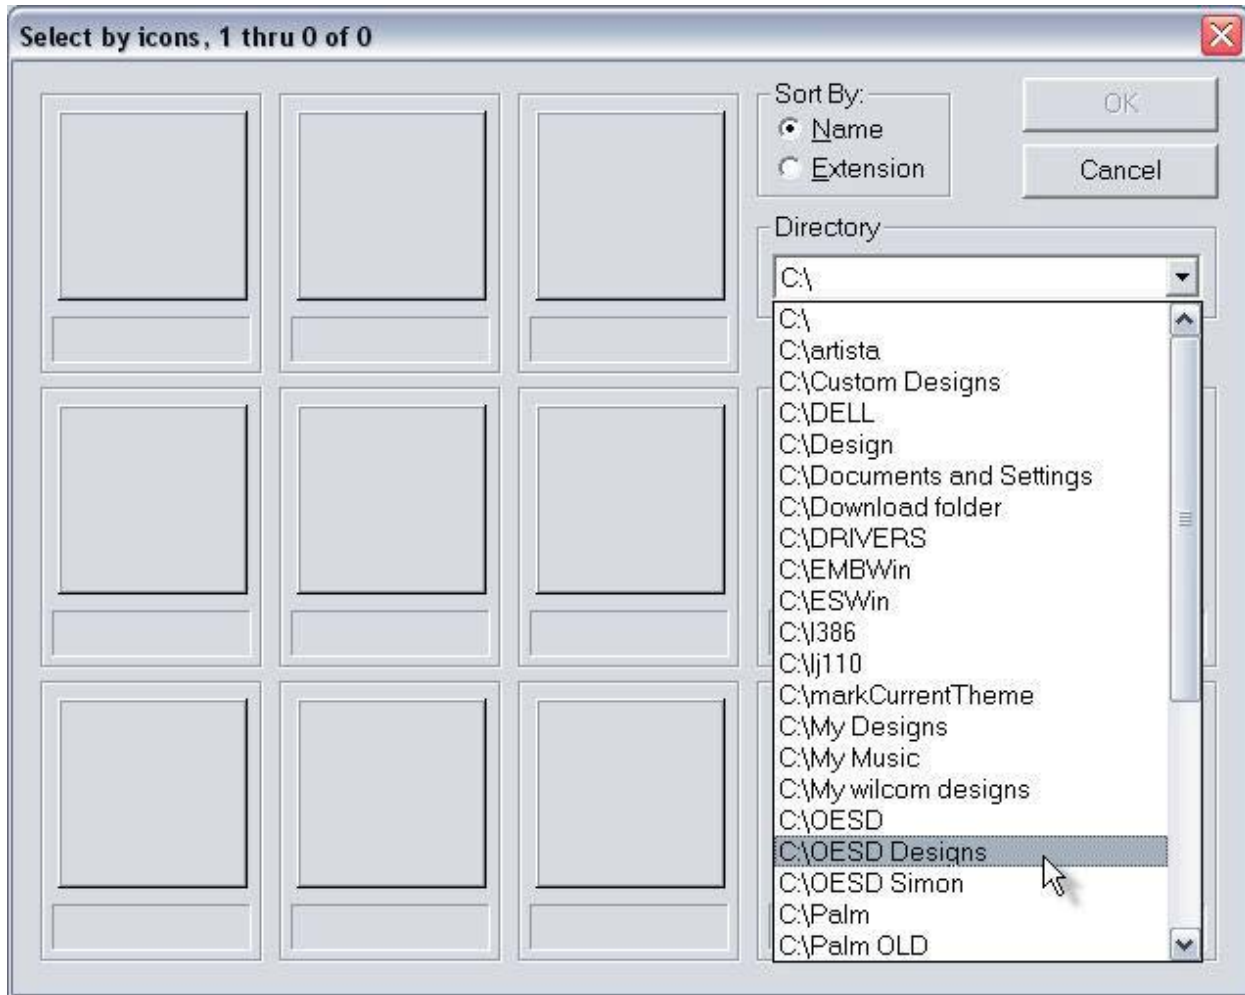 Select by icons, 1 thru 0 of 0
Sort By:
Name
Extension
OK
Cancel
Directory
C:\
C:\
C:\artista
C:\Custom Designs
C:\DELL
C:\Design
C:\Documents and Settings
C:\Download folder
C:\DRIVERS
C:\EMBWin
C:\ESWin
C:\I386
C:\lj110
C:\markCurrentTheme
C:\My Designs
C:\My Music
C:\My wilcom designs
C:\OESD
C:\OESD Designs
C:\OESD Simon
C:\Palm
C:\Palm OLD